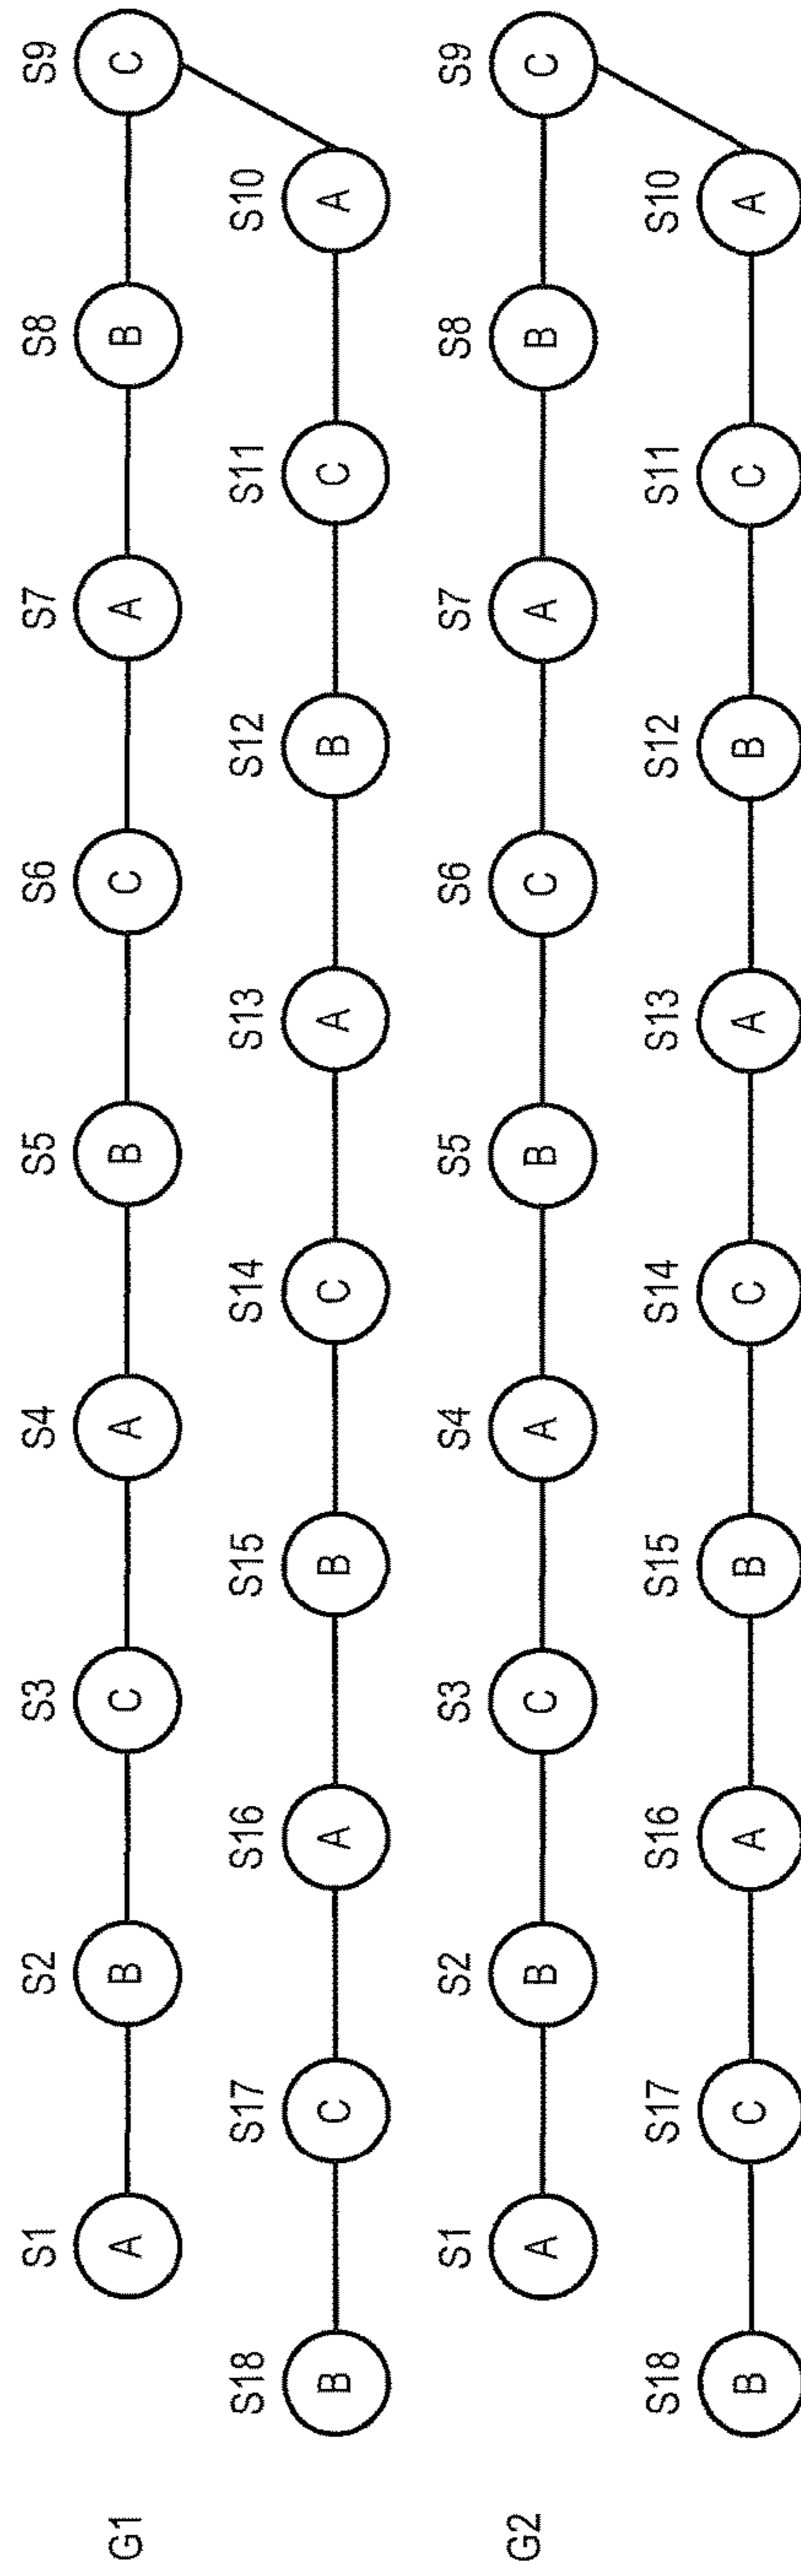 S1 S2 S3 S4 S5 S6 S7 S8 S9
G1 A B C A B C A B C
S18 S17 S16 S15 S14 S13 S12 S11 S10
B C A B C A B C A
S1 S2 S3 S4 S5 S6 S7 S8 S9
G2 A B C A B C A B C
S18 S17 S16 S15 S14 S13 S12 S11 S10
B C A B C A B C A